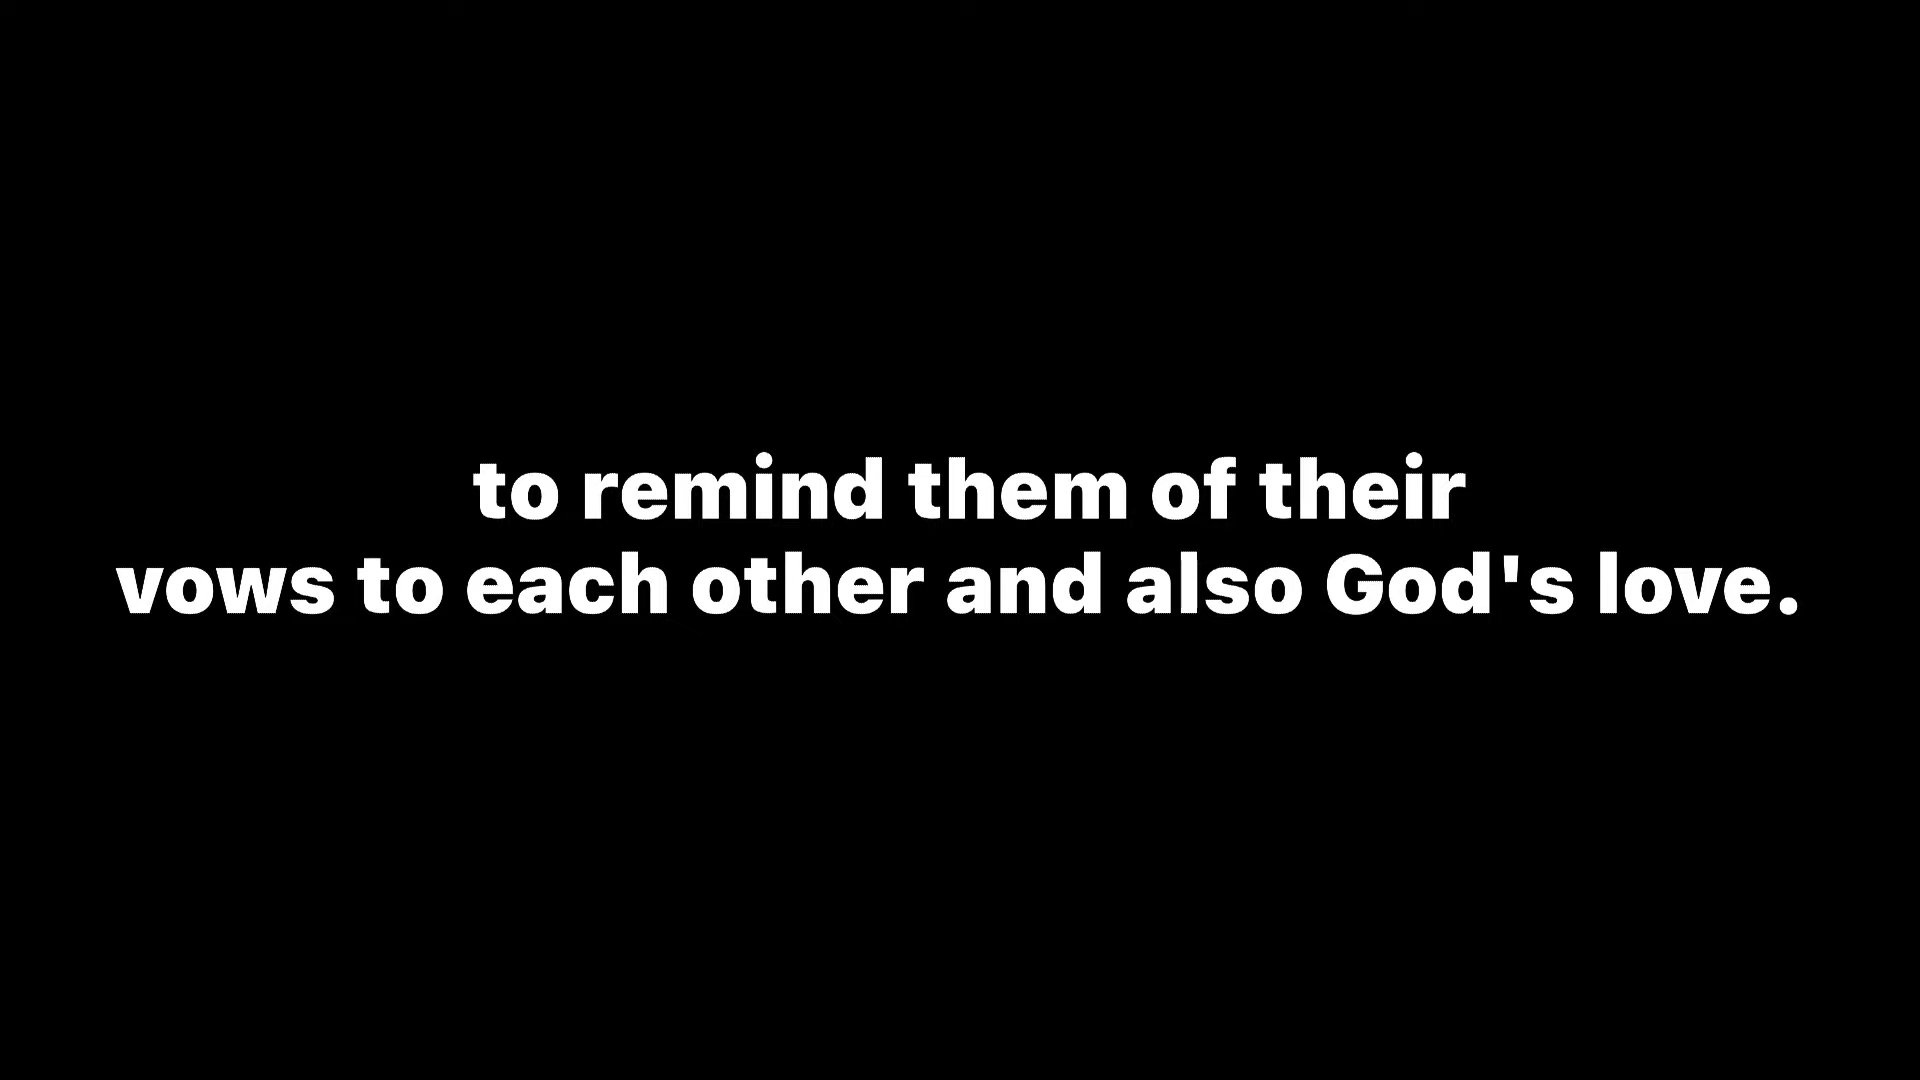 to remind them of their
vows to each other and also God's love.